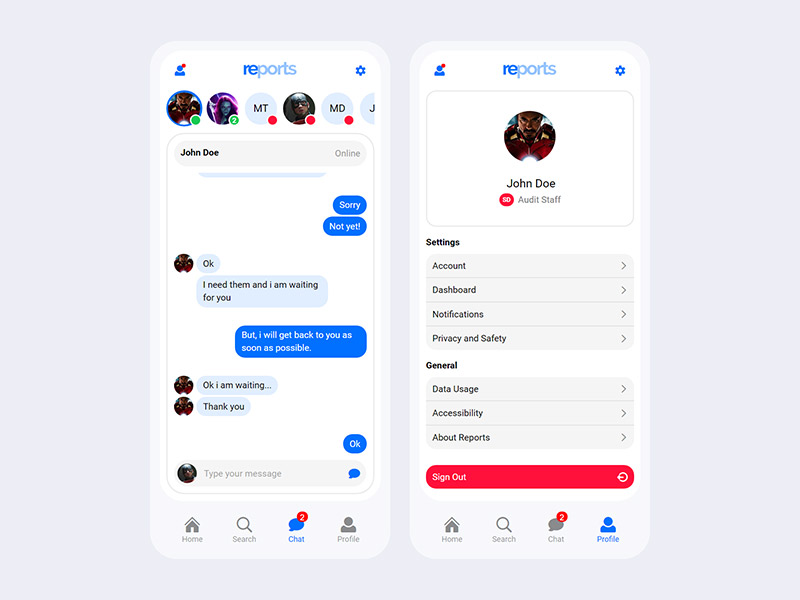 reports
2
MT
MD
J
John Doe
Online
Sorry
Not yet!
Ok
I need them and i am waiting
for you
But, i will get back to you as
soon as possible.
Ok i am waiting...
Thank you
Ok
Type your message
2
Home
Search
Chat
Profile
reports
John Doe
SD
Audit Staff
Settings
Account
Dashboard
Notifications
Privacy and Safety
General
Data Usage
Accessibility
About Reports
Sign Out
2
Home
Search
Chat
Profile